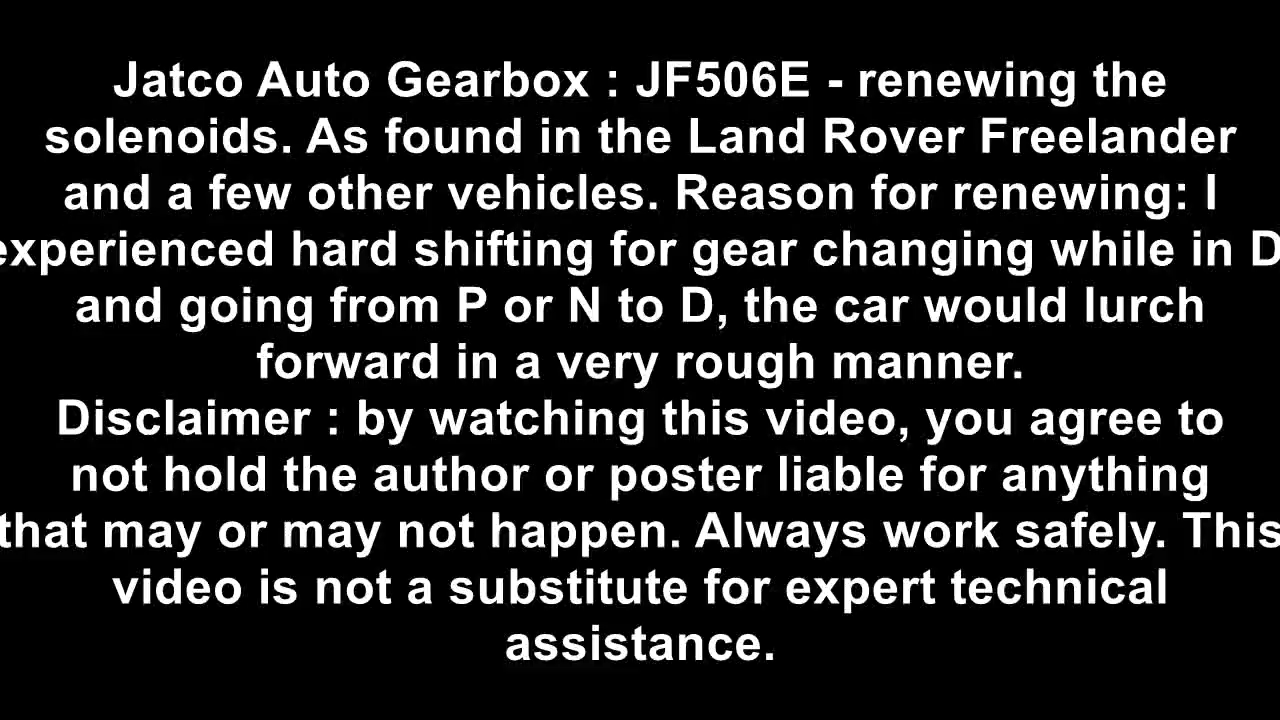 Jatco Auto Gearbox : JF506E - renewing the
solenoids. As found in the Land Rover Freelander
and a few other vehicles. Reason for renewing: I
experienced hard shifting for gear changing while in D
and going from P or N to D, the car would lurch
forward in a very rough manner.
Disclaimer : by watching this video, you agree to
not hold the author or poster liable for anything
that may or may not happen. Always work safely. This
video is not a substitute for expert technical
assistance.